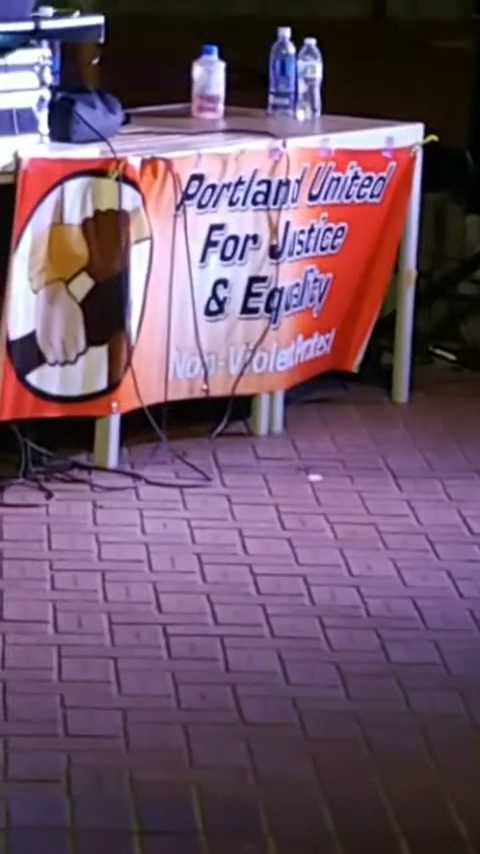 Portland United
For Justice
& Equality
Non-Violent Protest